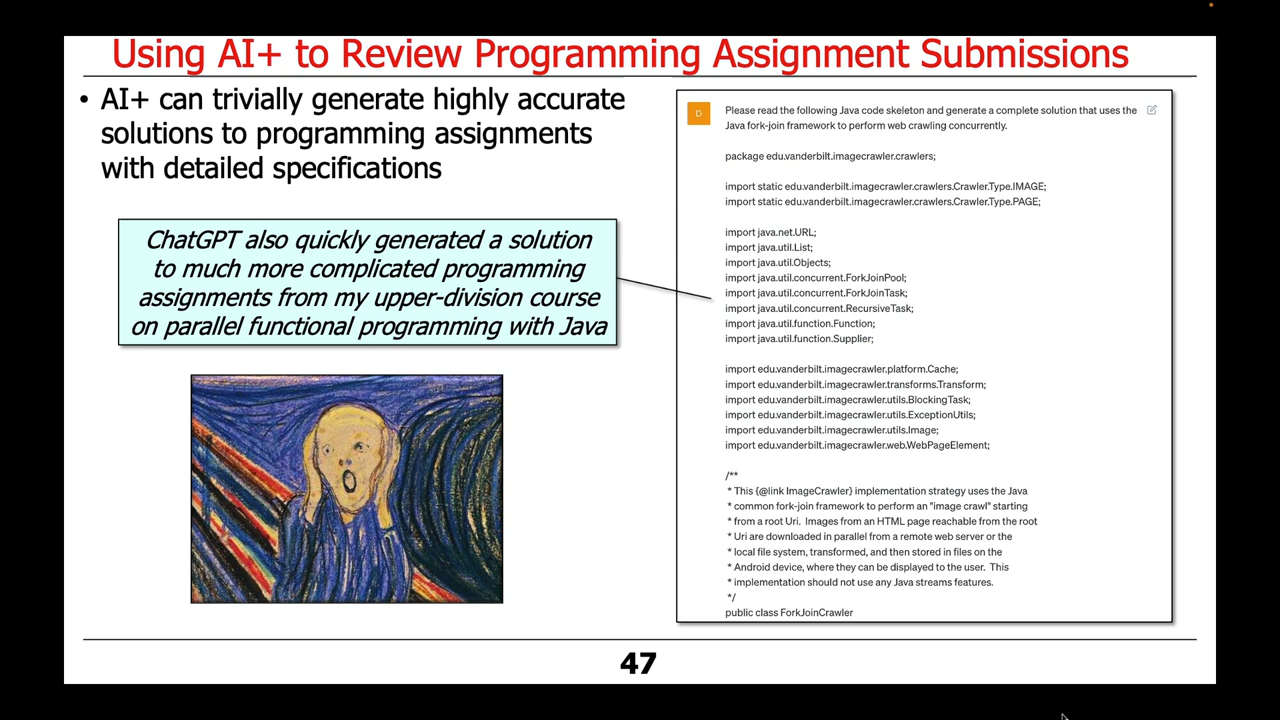 Using AI+ to Review Programming Assignment Submissions
• AI+ can trivially generate highly accurate
solutions to programming assignments
with detailed specifications
ChatGPT also quickly generated a solution
to much more complicated programming
assignments from my upper-division course
on parallel functional programming with Java
D
Please read the following Java code skeleton and generate a complete solution that uses the
Java fork-join framework to perform web crawling concurrently.
package edu.vanderbilt.imagecrawler.crawlers;
import static edu.vanderbilt.imagecrawler.crawlers.Crawler.Type.IMAGE;
import static edu.vanderbilt.imagecrawler.crawlers.Crawler.Type.PAGE;
import java.net.URL;
import java.util.List;
import java.util.Objects;
import java.util.concurrent.ForkJoinPool;
import java.util.concurrent.ForkJoinTask;
import java.util.concurrent.RecursiveTask;
import java.util.function.Function;
import java.util.function.Supplier;
import edu.vanderbilt.imagecrawler.platform.Cache;
import edu.vanderbilt.imagecrawler.transforms.Transform;
import edu.vanderbilt.imagecrawler.utils.BlockingTask;
import edu.vanderbilt.imagecrawler.utils.ExceptionUtils;
import edu.vanderbilt.imagecrawler.utils.Image;
import edu.vanderbilt.imagecrawler.web.WebPageElement;
/**
* This {@link ImageCrawler} implementation strategy uses the Java
* common fork-join framework to perform an "image crawl" starting
* from a root Uri. Images from an HTML page reachable from the root
* Uri are downloaded in parallel from a remote web server or the
* local file system, transformed, and then stored in files on the
* Android device, where they can be displayed to the user. This
* implementation should not use any Java streams features.
*/
public class ForkJoinCrawler
47